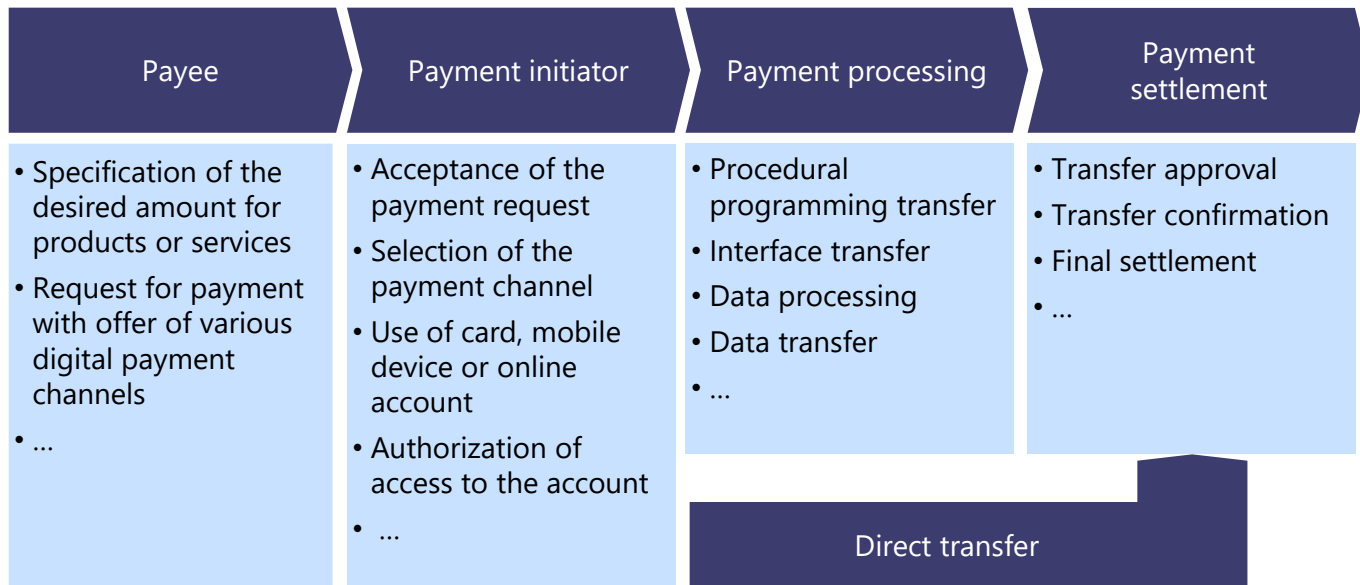 Payee
Payment initiator
Payment processing
Payment
settlement
• Specification of the
desired amount for
products or services
• Request for payment
with offer of various
digital payment
channels
• ...
• Acceptance of the
payment request
• Selection of the
payment channel
• Use of card, mobile
device or online
account
• Authorization of
access to the account
• ...
• Procedural
programming transfer
• Interface transfer
• Data processing
• Data transfer
• ...
• Transfer approval
• Transfer confirmation
• Final settlement
• ...
Direct transfer